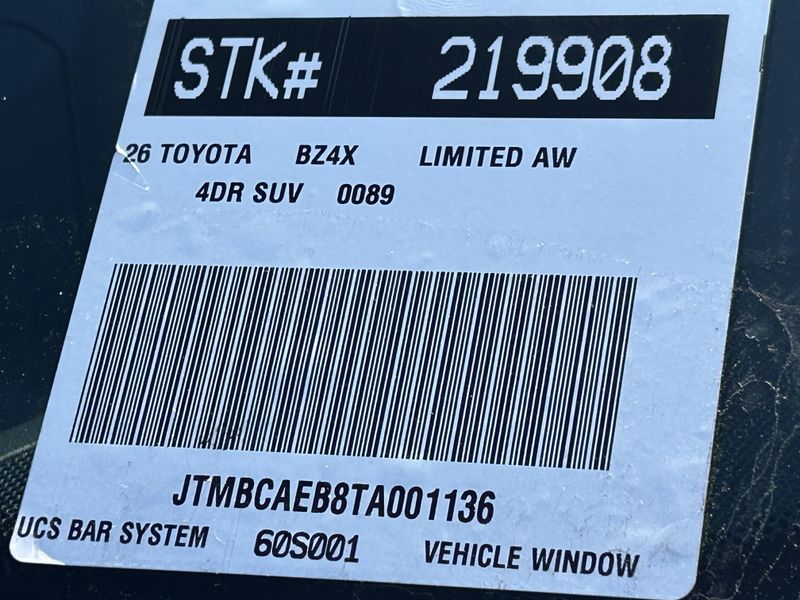 STK# 219908
26 TOYOTA BZ4X LIMITED AW
4DR SUV 0089
JTMBCAEB8TA001136
UCS BAR SYSTEM 60S001 VEHICLE WINDOW